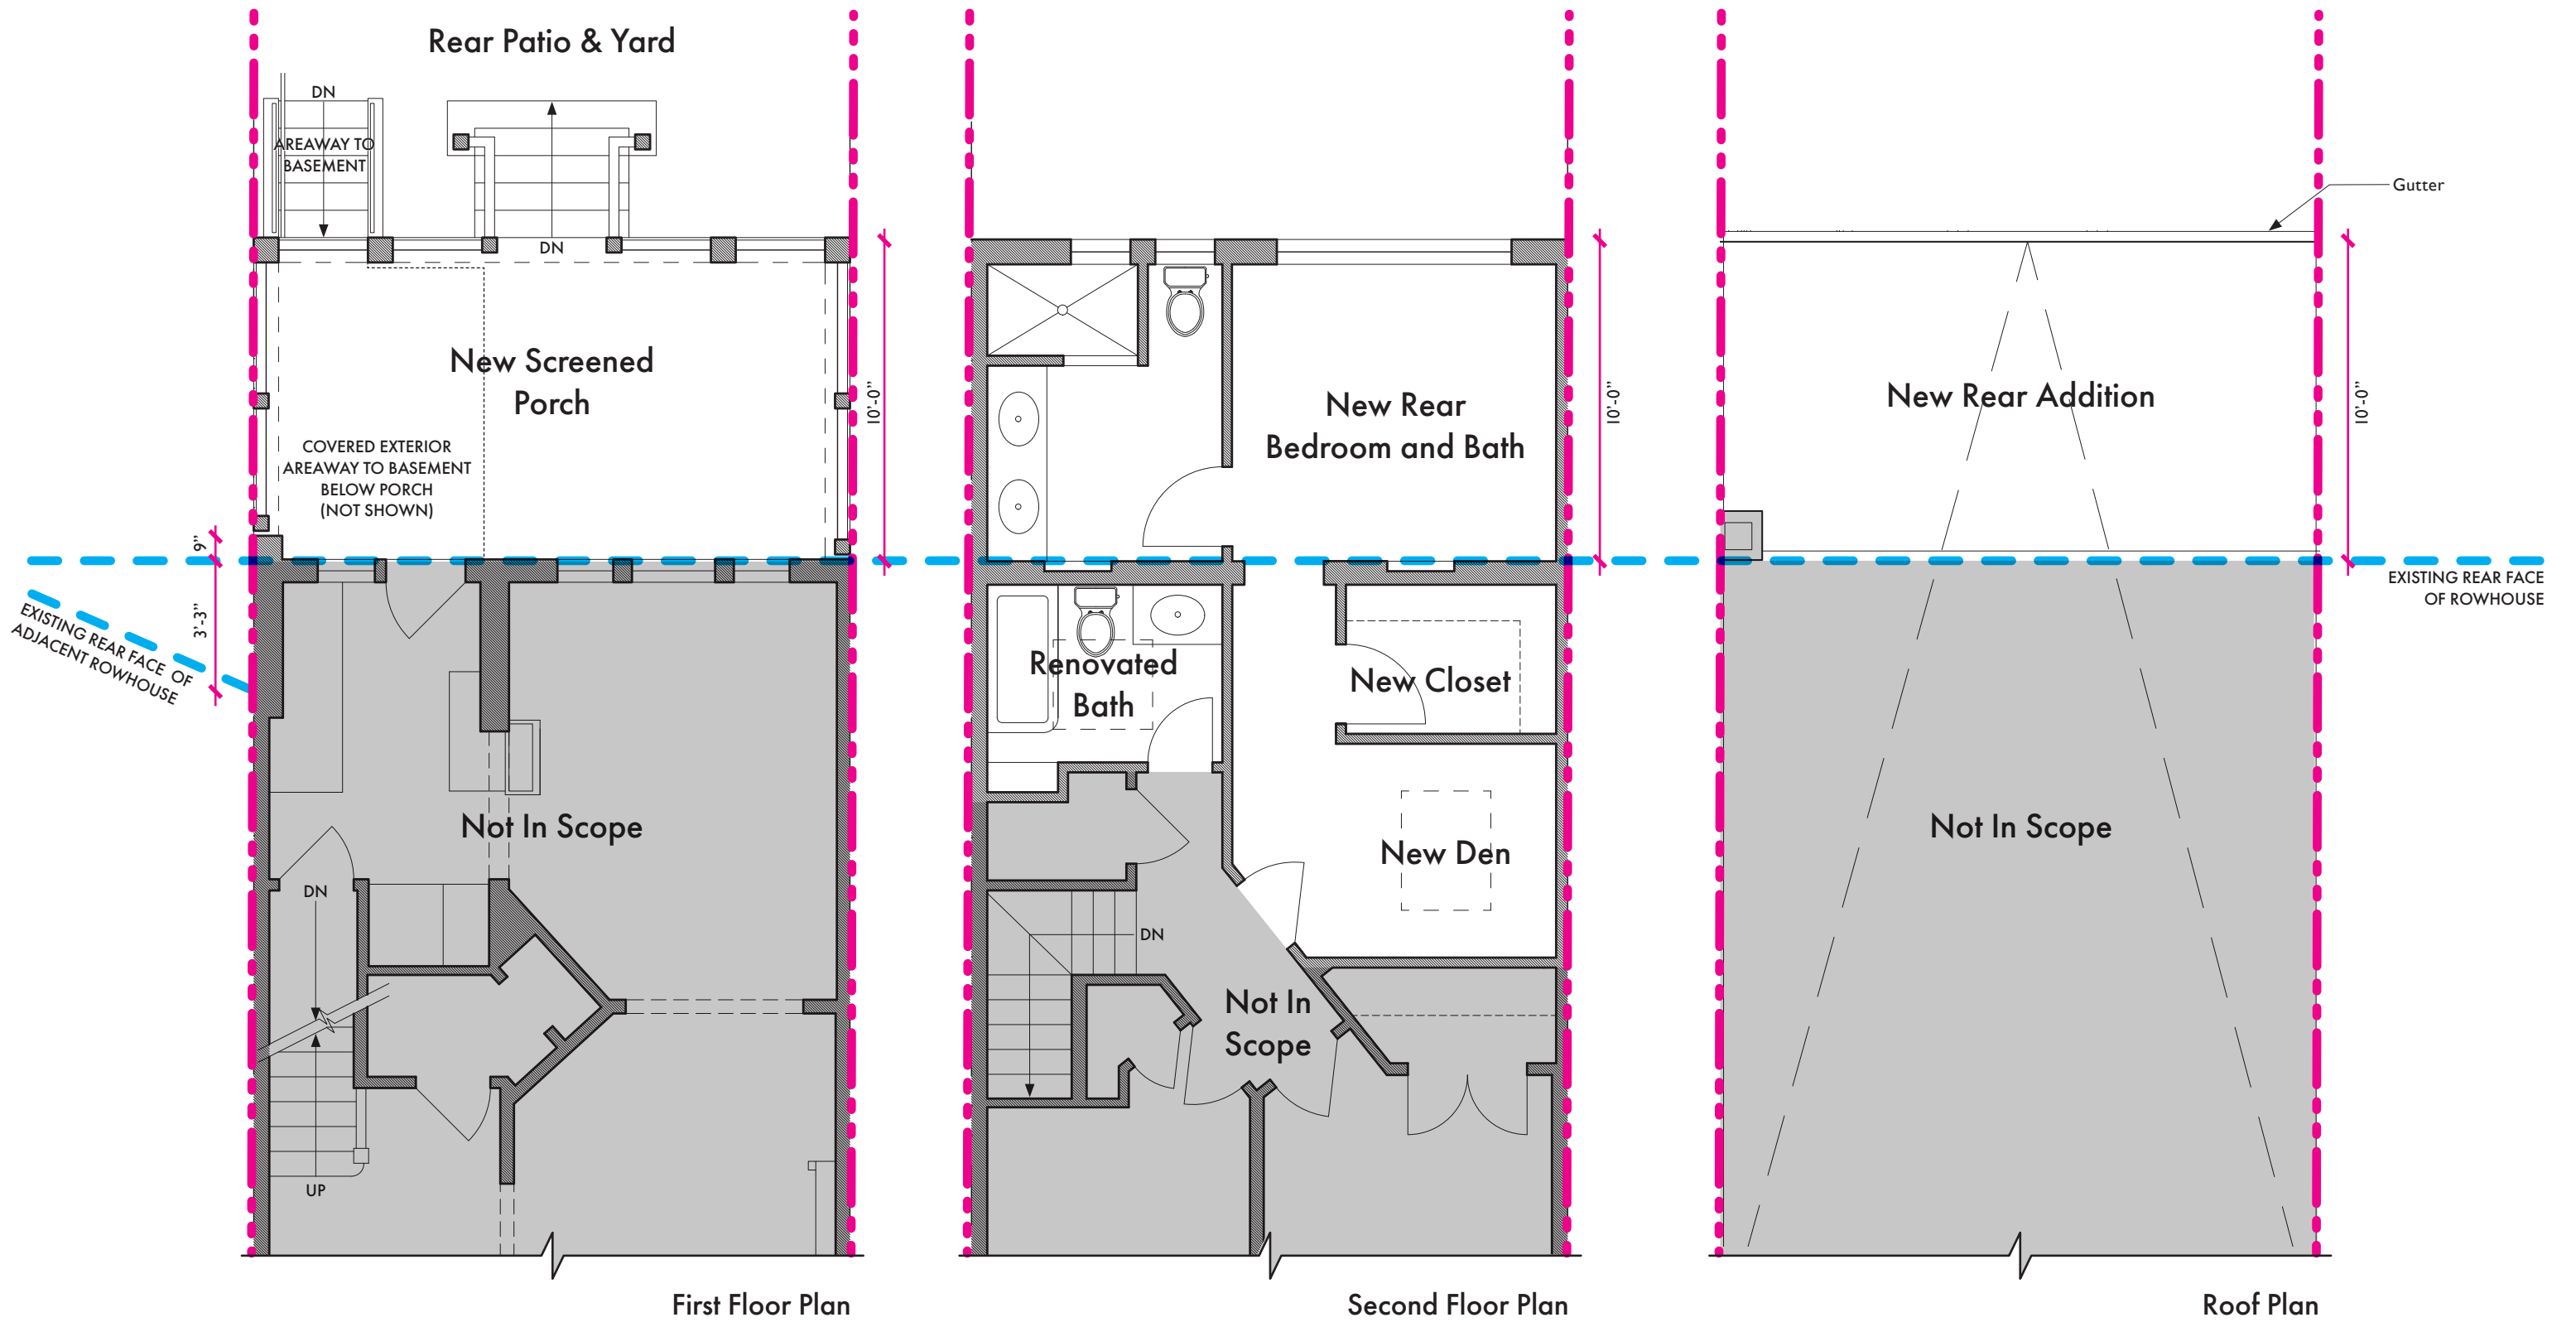 Rear Patio & Yard
DN
AREAWAY TO
BASEMENT
DN
New Screened
Porch
COVERED EXTERIOR
AREAWAY TO BASEMENT
BELOW PORCH
(NOT SHOWN)
10'-0"
9"
3'-3"
EXISTING REAR FACE OF
ADJACENT ROWHOUSE
Not In Scope
DN
UP
First Floor Plan
New Rear
Bedroom and Bath
10'-0"
Renovated
Bath
New Closet
New Den
DN
Not In
Scope
Second Floor Plan
Gutter
New Rear Addition
10'-0"
EXISTING REAR FACE
OF ROWHOUSE
Not In Scope
Roof Plan